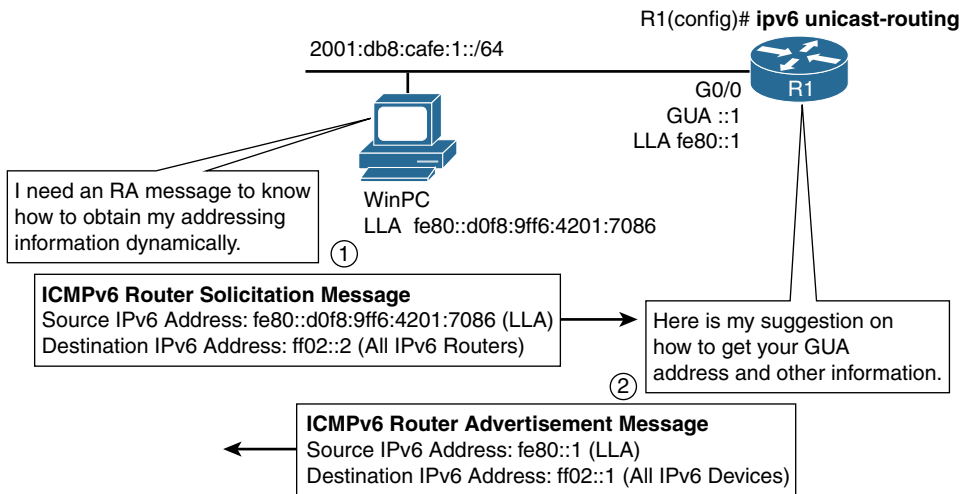 R1(config)# ipv6 unicast-routing
2001:db8:cafe:1::/64
R1
G0/0
GUA ::1
LLA fe80::1
I need an RA message to know
how to obtain my addressing
information dynamically.
WinPC
LLA fe80::d0f8:9ff6:4201:7086
1
ICMPv6 Router Solicitation Message
Source IPv6 Address: fe80::d0f8:9ff6:4201:7086 (LLA)
Destination IPv6 Address: ff02::2 (All IPv6 Routers)
Here is my suggestion on
how to get your GUA
address and other information.
2
ICMPv6 Router Advertisement Message
Source IPv6 Address: fe80::1 (LLA)
Destination IPv6 Address: ff02::1 (All IPv6 Devices)